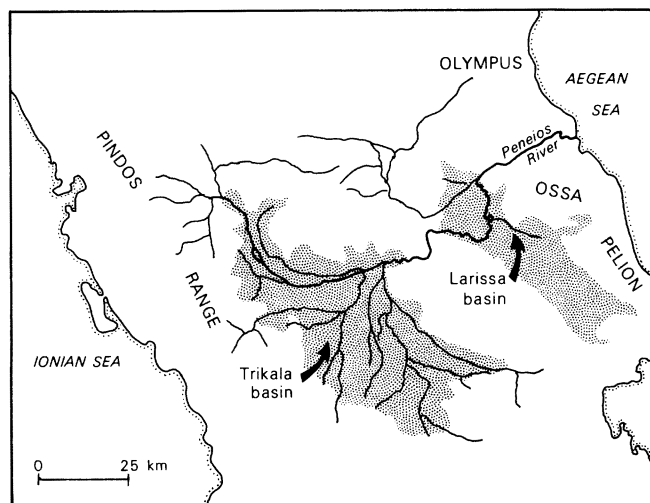 OLYMPUS
AEGEAN
SEA
PINDOS
Peneios
River
OSSA
PELION
RANGE
Larissa
basin
IONIAN SEA
Trikala
basin
0 25 km